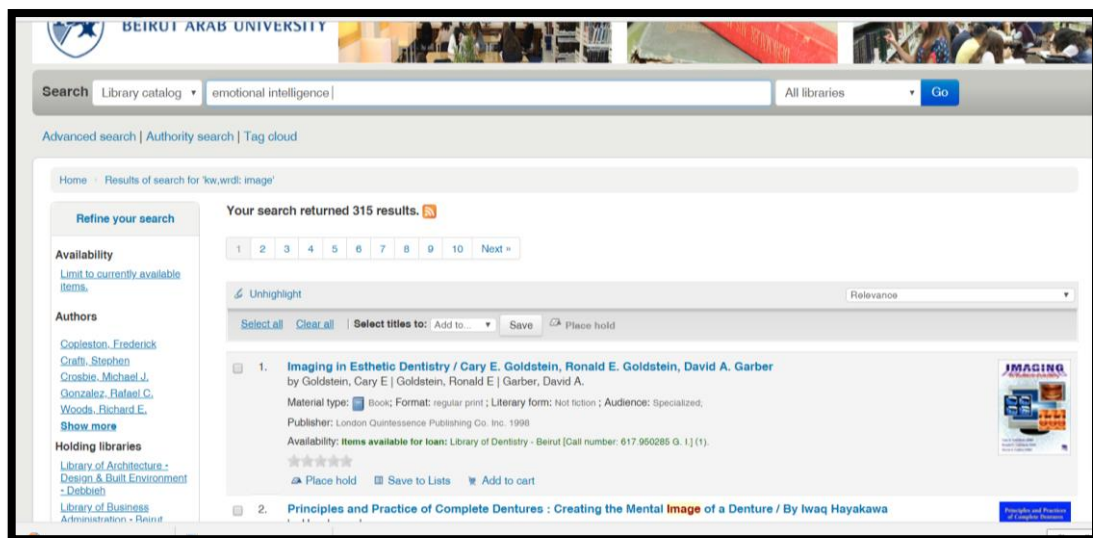 BEIRUT ARAB UNIVERSITY
Search Library catalog emotional intelligence All libraries Go
Advanced search | Authority search | Tag cloud
Home Results of search for 'kw,wrdl: image'
Refine your search
Availability
Limit to currently available
items.
Authors
Copleston, Frederick
Crafti, Stephen
Crosbie, Michael J.
Gonzalez, Rafael C.
Woods, Richard E.
Show more
Holding libraries
Library of Architecture -
Design & Built Environment
- Debbieh
Library of Business
Administration - Beirut
Your search returned 315 results.
1 2 3 4 5 6 7 8 9 10 Next »
Unhighlight Relevance
Select all Clear all | Select titles to: Add to... Save Place hold
1. Imaging in Esthetic Dentistry / Cary E. Goldstein, Ronald E. Goldstein, David A. Garber
by Goldstein, Cary E | Goldstein, Ronald E | Garber, David A.
Material type: Book; Format: regular print ; Literary form: Not fiction ; Audience: Specialized;
Publisher: London Quintessence Publishing Co. Inc. 1998
Availability: Items available for loan: Library of Dentistry - Beirut [Call number: 617.950285 G. I.] (1).
Place hold Save to Lists Add to cart
IMAGING
2. Principles and Practice of Complete Dentures : Creating the Mental Image of a Denture / By Iwaq Hayakawa
Principles and Practices
of Complete Dentures